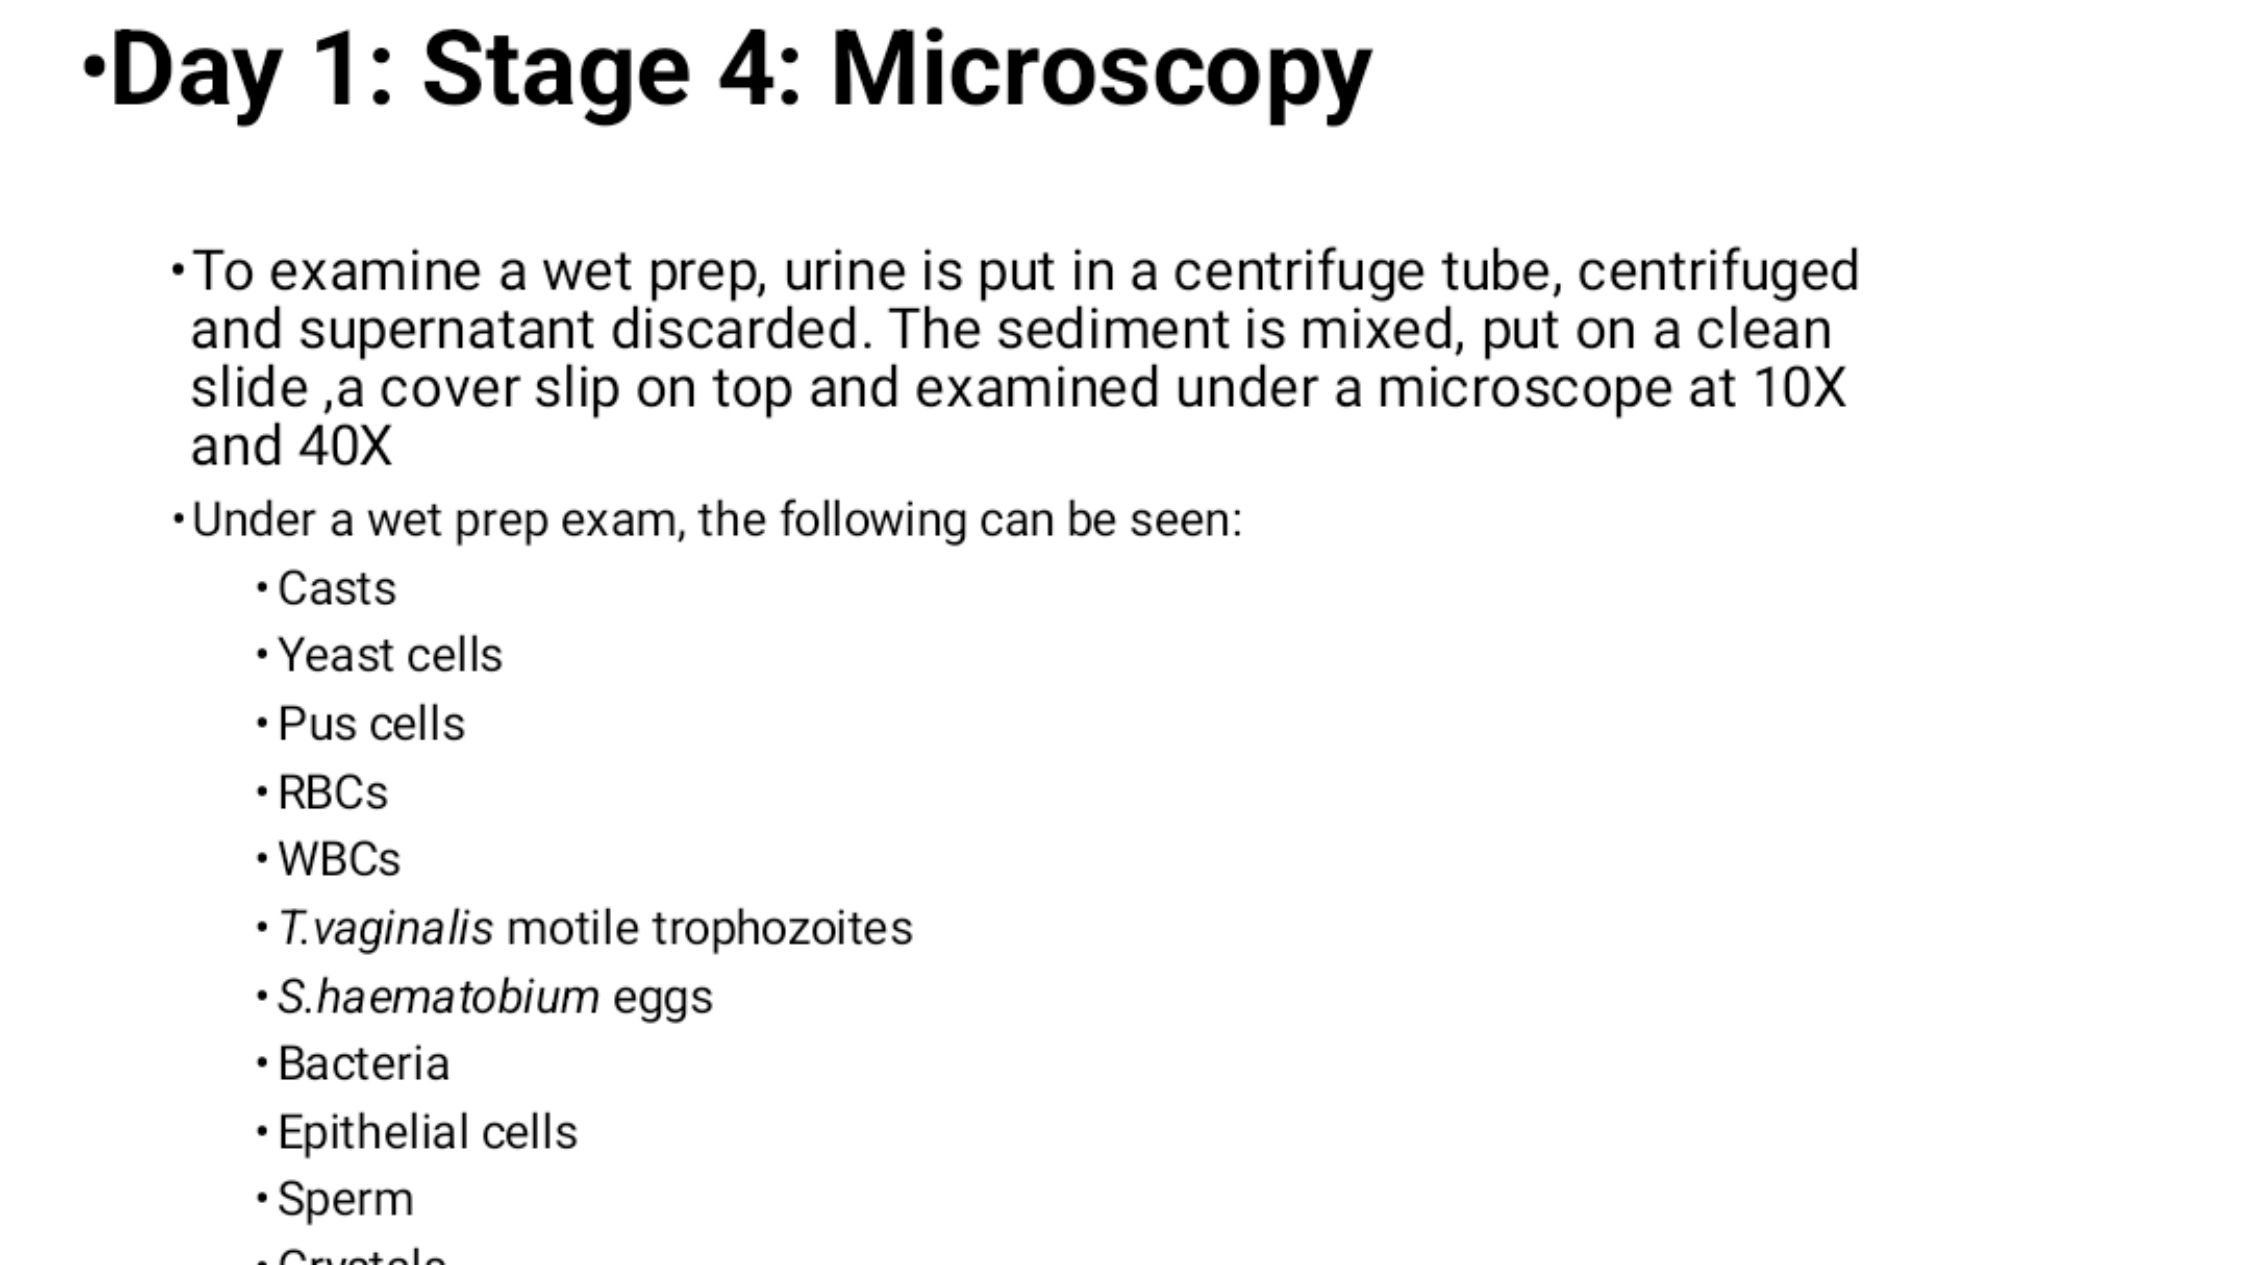 •Day 1: Stage 4: Microscopy
•To examine a wet prep, urine is put in a centrifuge tube, centrifuged
and supernatant discarded. The sediment is mixed, put on a clean
slide ,a cover slip on top and examined under a microscope at 10X
and 40X
•Under a wet prep exam, the following can be seen:
•Casts
•Yeast cells
•Pus cells
•RBCs
•WBCs
•T.vaginalis motile trophozoites
•S.haematobium eggs
•Bacteria
•Epithelial cells
•Sperm
•Crystals